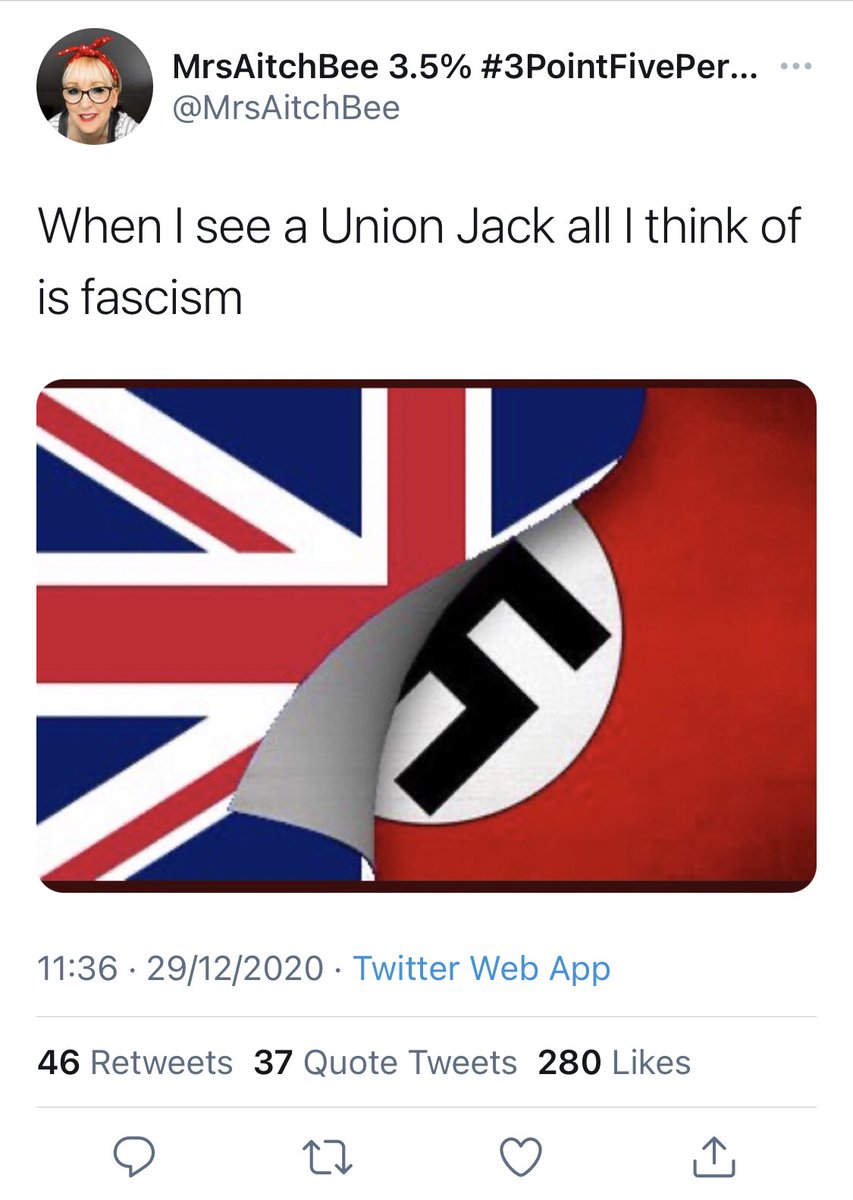 MrsAitchBee 3.5% #3PointFivePer...
@MrsAitchBee
When I see a Union Jack all I think of
is fascism
11:36 · 29/12/2020 · Twitter Web App
46 Retweets 37 Quote Tweets 280 Likes